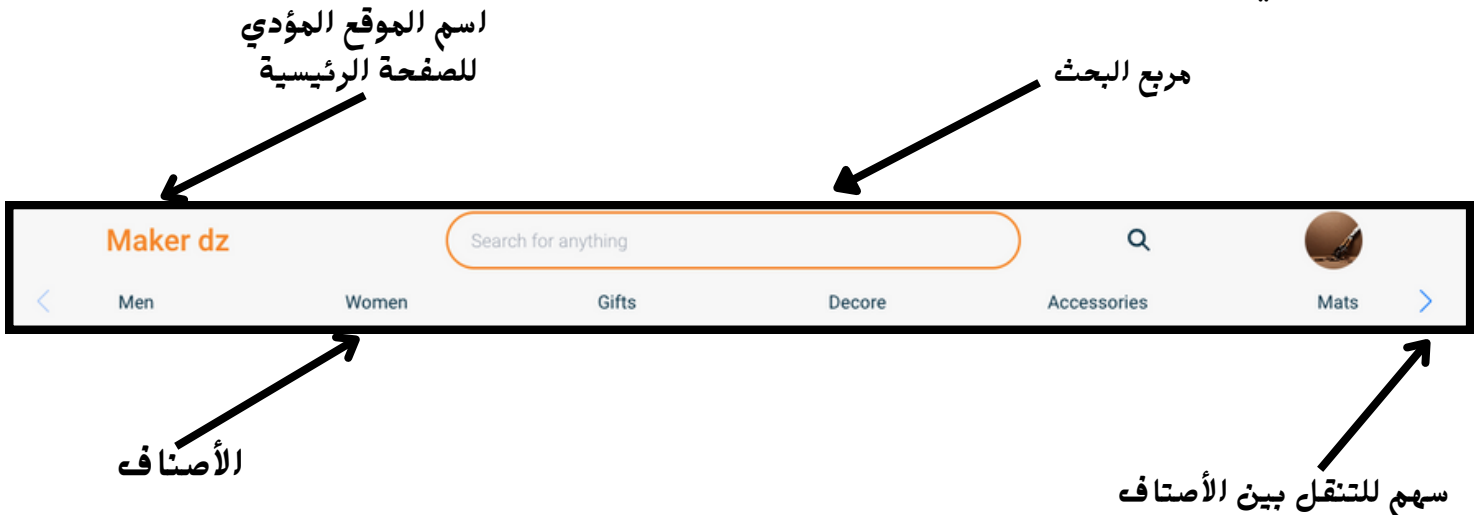 اسم الموقع المؤدي
للصفحة الرئيسية
مربع البحث
Maker dz
Search for anything
Men Women Gifts Decore Accessories Mats
الأصناف
سهم للتنقل بين الأصتاف